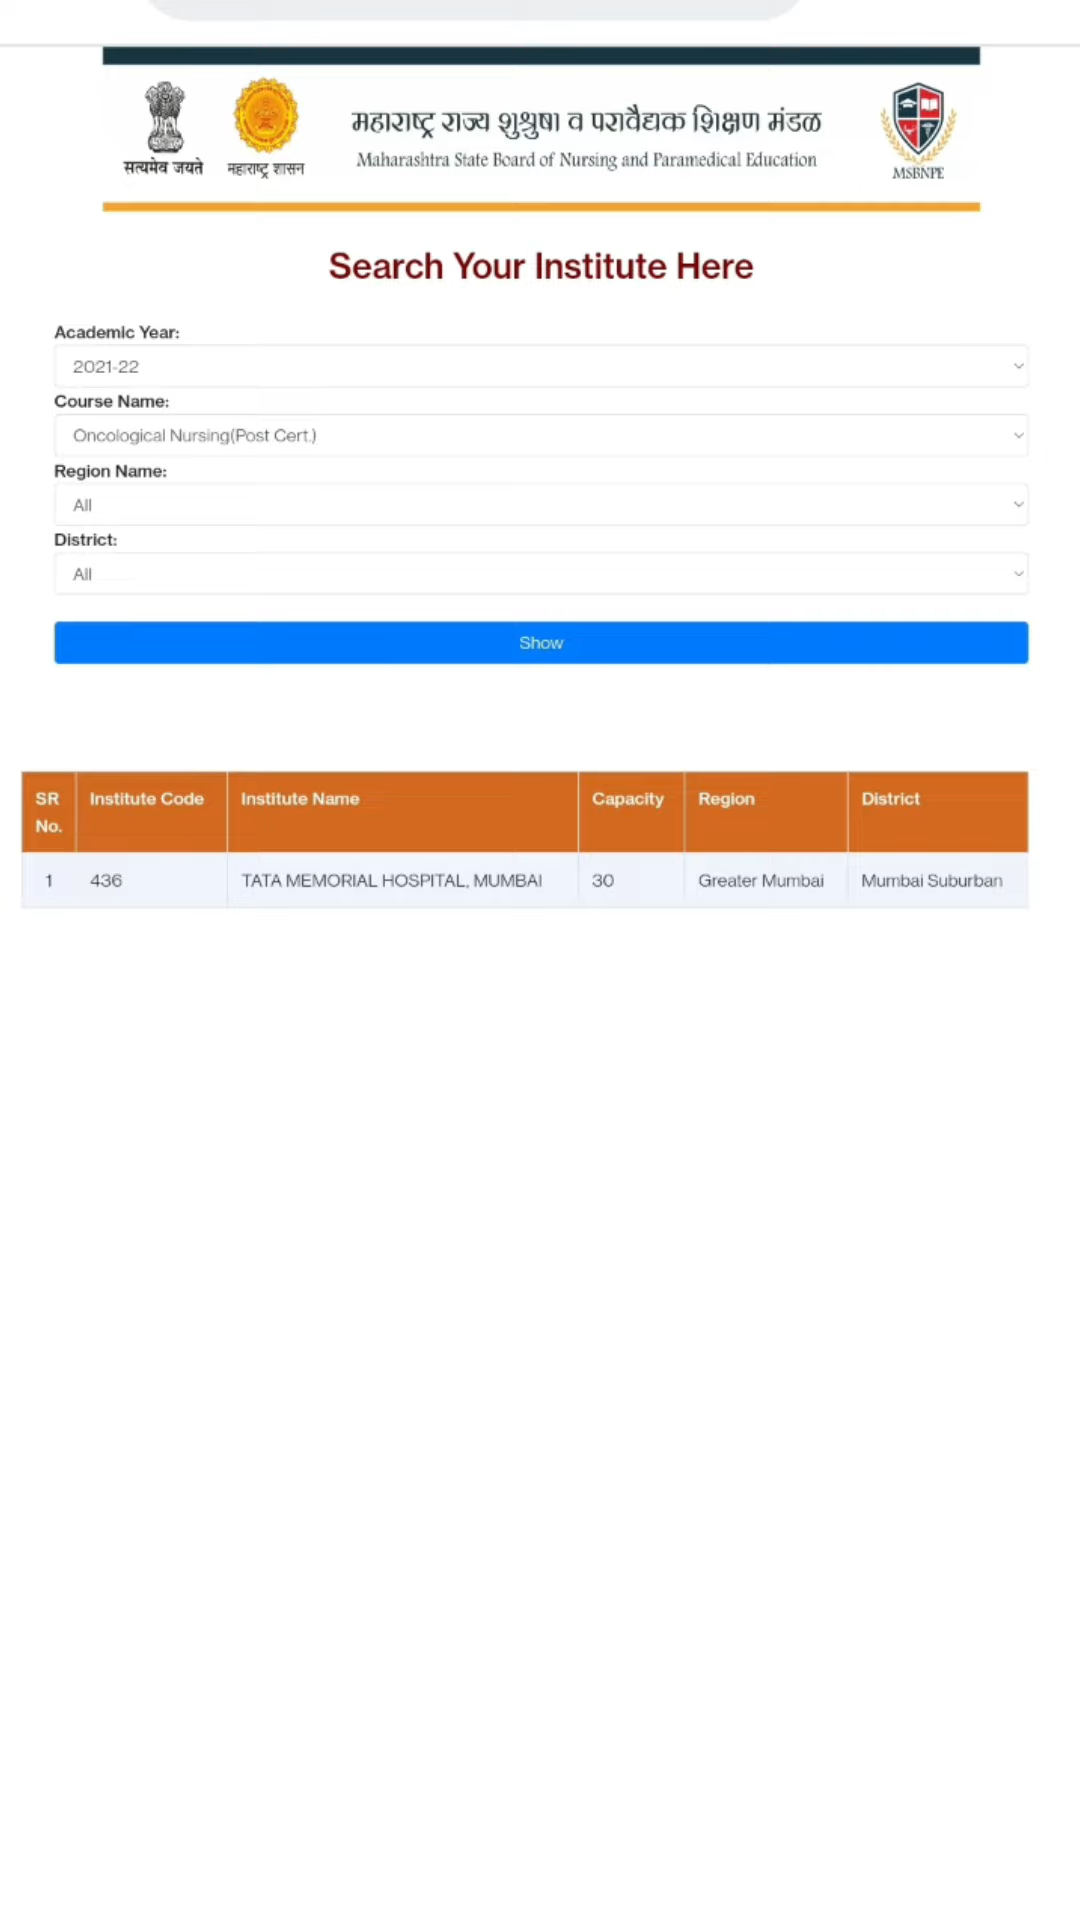 सत्यमेव जयते
महाराष्ट्र शासन
महाराष्ट्र राज्य शुश्रुषा व परावैद्यक शिक्षण मंडळ
Maharashtra State Board of Nursing and Paramedical Education
MSBNPE
Search Your Institute Here
Academic Year:
2021-22
Course Name:
Oncological Nursing(Post Cert.)
Region Name:
All
District:
All
Show
SR No. Institute Code Institute Name Capacity Region District
1 436 TATA MEMORIAL HOSPITAL, MUMBAI 30 Greater Mumbai Mumbai Suburban